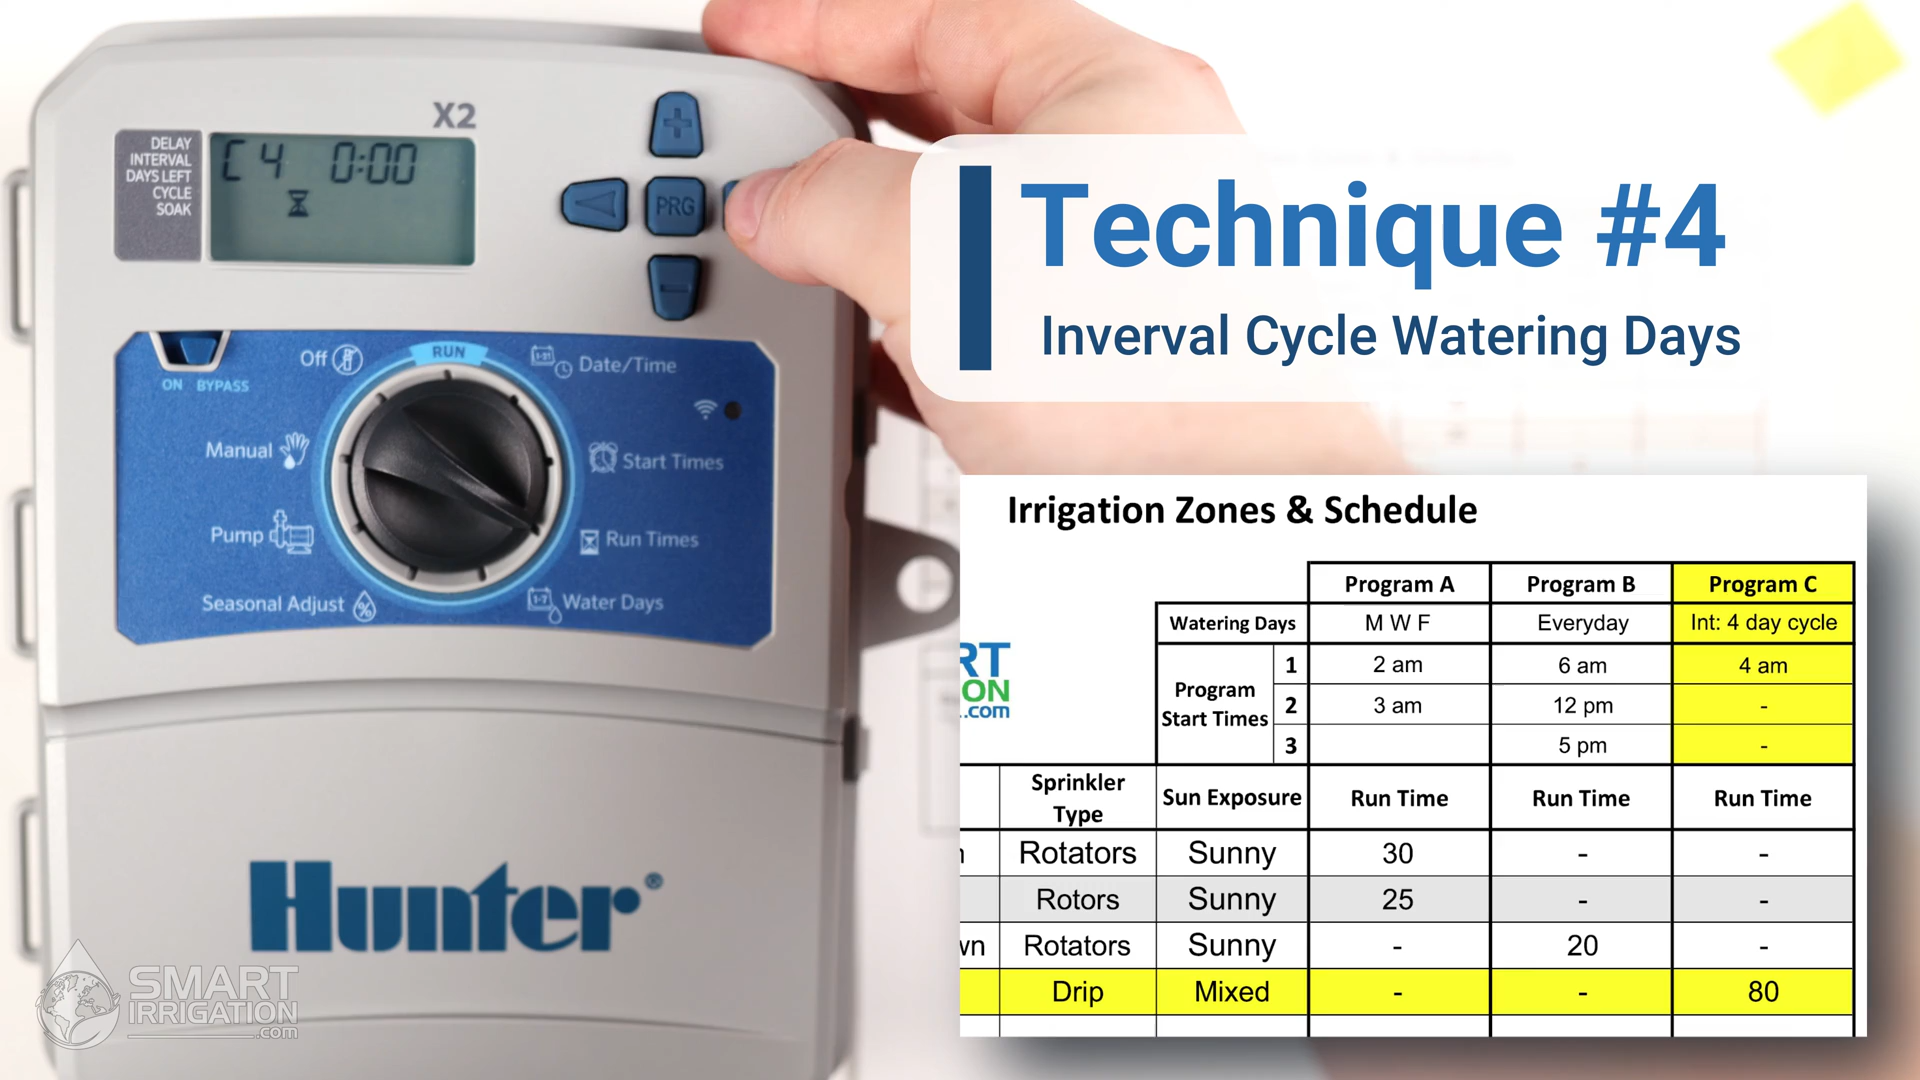 X2
DELAY
INTERVAL
DAYS LEFT
CYCLE
SOAK
C 4 0:00
PRG
ON BYPASS
Off
RUN
Date/Time
Manual
Start Times
Pump
Run Times
Seasonal Adjust
Water Days
Hunter®
SMART
IRRIGATION
.com
Technique #4
Inverval Cycle Watering Days
Irrigation Zones & Schedule
Program A Program B Program C
Watering Days M W F Everyday Int: 4 day cycle
Program Start Times
1 2 am 6 am 4 am
2 3 am 12 pm -
3 5 pm -
RT
ON
.com
Sprinkler Type Sun Exposure Run Time Run Time Run Time
Rotators Sunny 30 - -
Rotors Sunny 25 - -
wn Rotators Sunny - 20 -
Drip Mixed - - 80